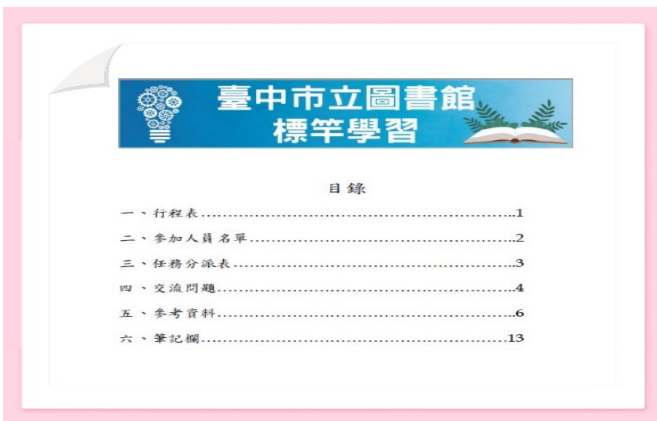 臺中市立圖書館
標竿學習
目錄
一、行程表.......................................................1
二、參加人員名單...............................................2
三、任務分派表..................................................3
四、交流問題.....................................................4
五、參考資料.....................................................6
六、筆記欄......................................................13